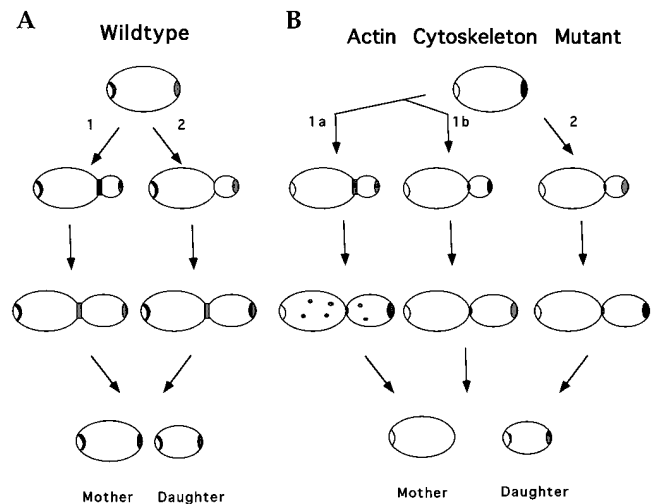 A
Wildtype
1
2
Mother Daughter
B
Actin Cytoskeleton Mutant
1a
1b
2
Mother Daughter